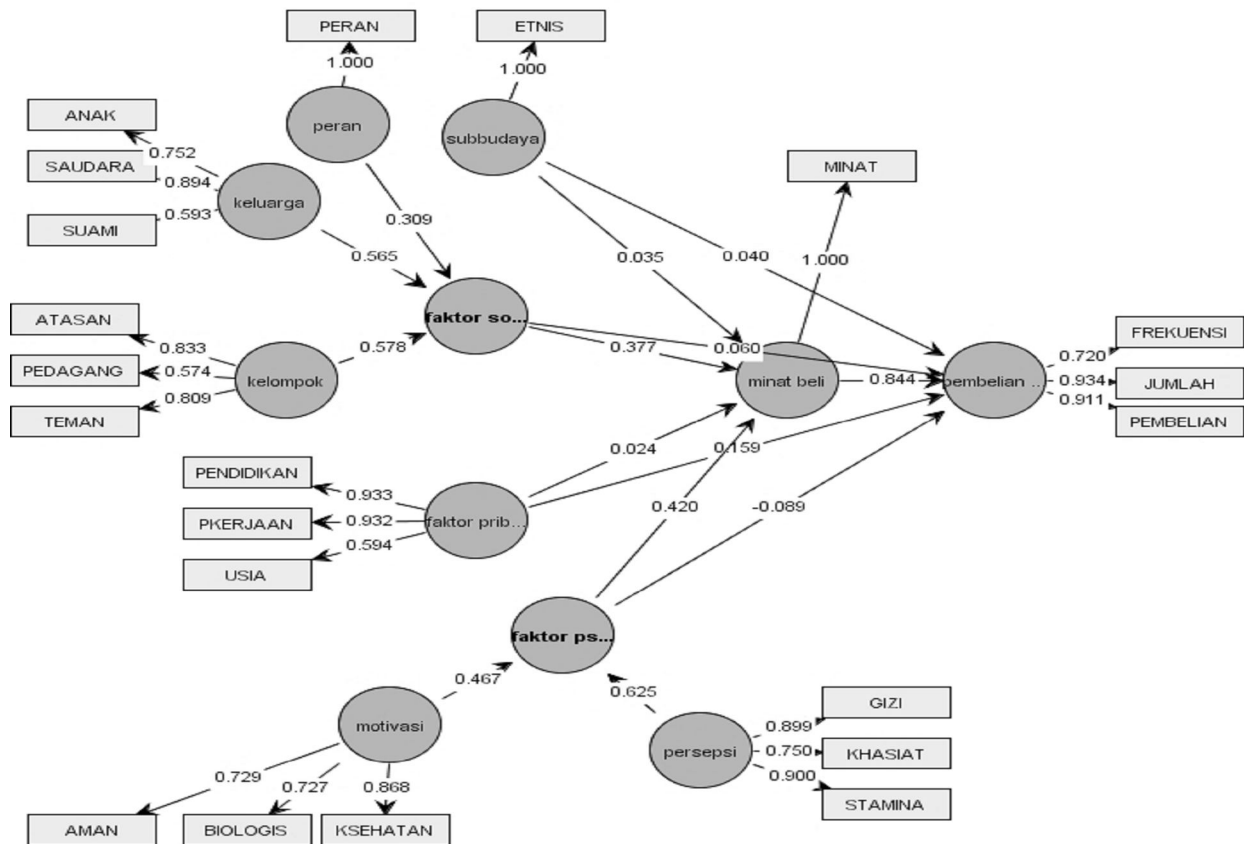 PERAN
ETNIS
1.000
1.000
ANAK
peran
subbudaya
0.752
SAUDARA
MINAT
0.894
keluarga
0.593
SUAMI
0.309
0.035
0.040
0.565
1.000
ATASAN
faktor so...
FREKUENSI
0.833
0.578
0.377
0.060
0.720
PEDAGANG
0.574
kelompok
minat beli
0.844
pembelian ...
0.934
JUMLAH
TEMAN
0.809
0.911
PEMBELIAN
0.024
0.159
PENDIDIKAN
0.933
0.420
-0.089
PKERJAAN
0.932
faktor prib...
0.594
USIA
faktor ps...
0.467
0.625
GIZI
motivasi
0.899
persepsi
0.750
KHASIAT
0.729
0.727
0.868
0.900
STAMINA
AMAN
BIOLOGIS
KSEHATAN